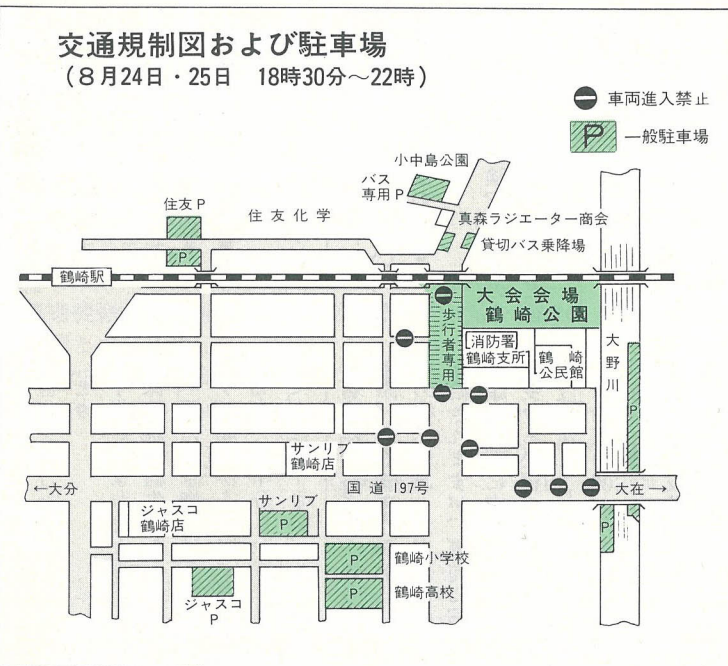 交通規制図および駐車場
(8月24日・25日 18時30分～22時)
車両進入禁止
P 一般駐車場
小中島公園
バス
専用P
住友P
住友化学
P
真森ラジエーター商会
貸切バス乗降場
鶴崎駅
大会会場
鶴崎公園
歩行者専用
消防署
鶴崎支所
鶴崎
公民館
大野川
P
サンリブ
鶴崎店
←大分
国道197号
大在→
ジャスコ
鶴崎店
サンリブ
P
P
P
鶴崎小学校
P
鶴崎高校
ジャスコ
P